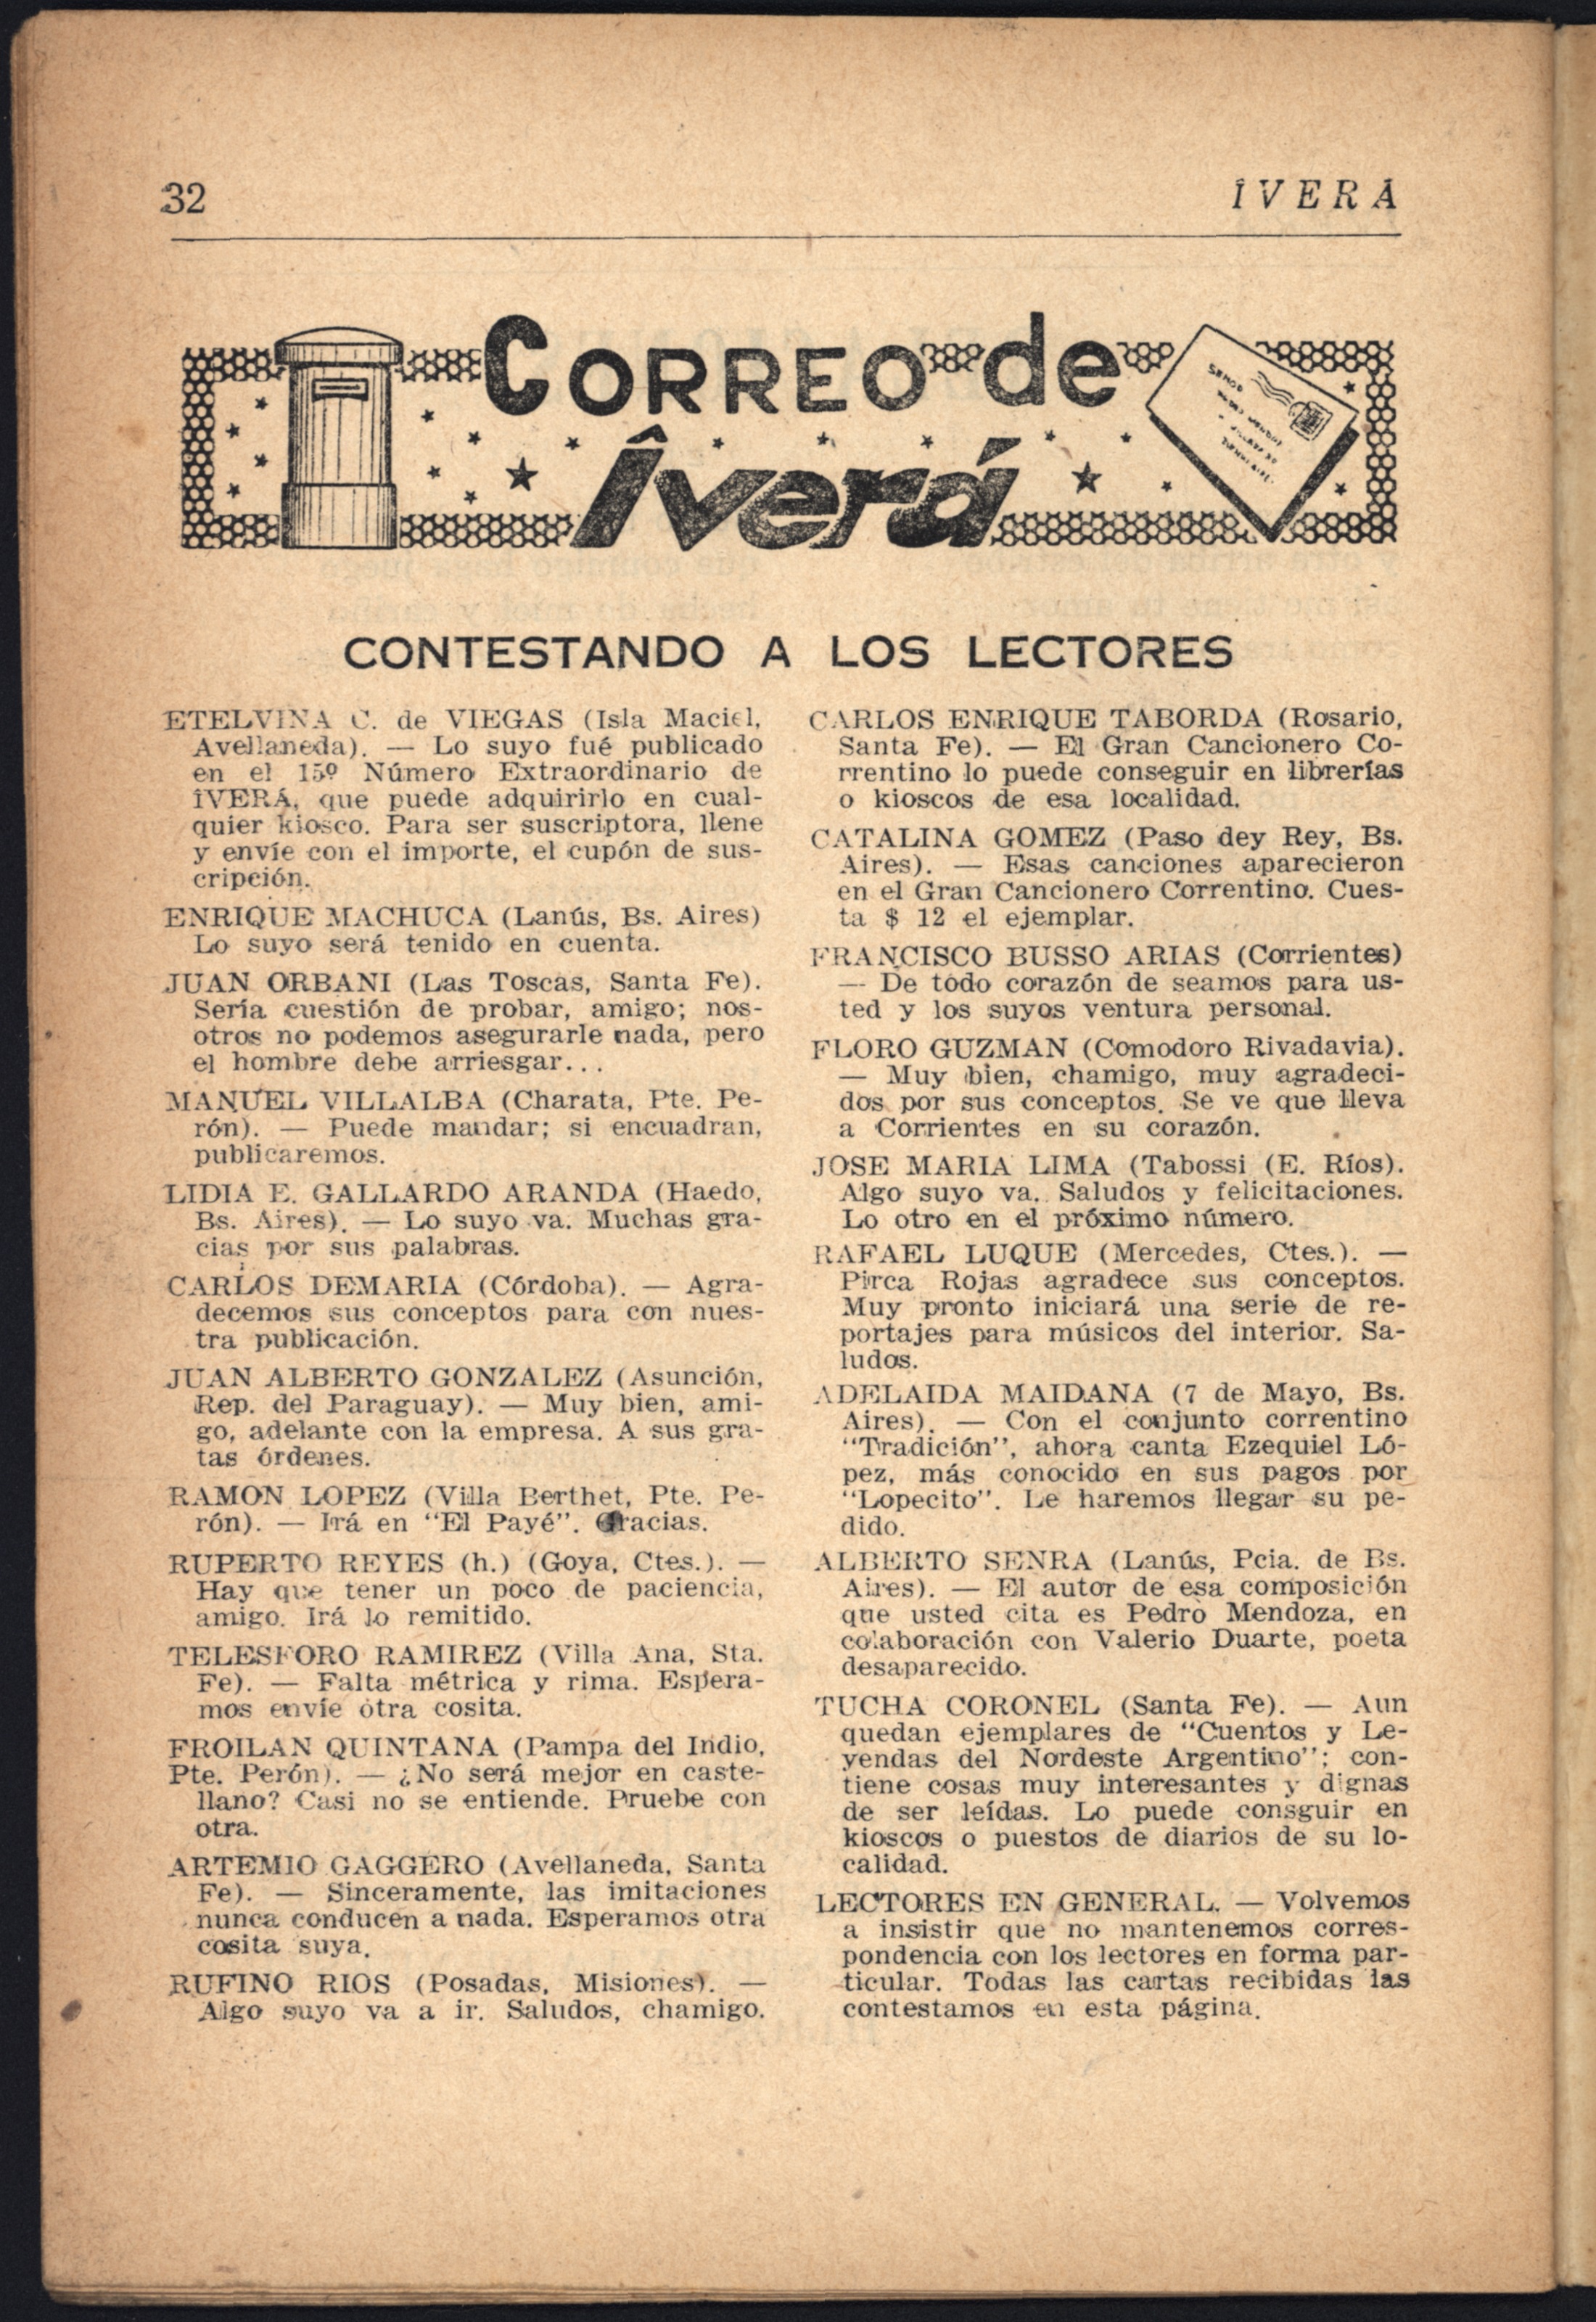 32
ÎVERÁ
CORREO de
Îverá
SEÑOR
CONTESTANDO A LOS LECTORES
ETELVINA C. de VIEGAS (Isla Maciel,
Avellaneda). — Lo suyo fué publicado
en el 15º Número Extraordinario de
ÎVERÁ, que puede adquirirlo en cual-
quier kiosco. Para ser suscriptora, llene
y envíe con el importe, el cupón de sus-
cripción.
ENRIQUE MACHUCA (Lanús, Bs. Aires)
Lo suyo será tenido en cuenta.
JUAN ORBANI (Las Toscas, Santa Fe).
Sería cuestión de probar, amigo; nos-
otros no podemos asegurarle nada, pero
el hombre debe arriesgar...
MANUEL VILLALBA (Charata, Pte. Pe-
rón). — Puede mandar; si encuadran,
publicaremos.
LIDIA E. GALLARDO ARANDA (Haedo,
Bs. Aires). — Lo suyo va. Muchas gra-
cias por sus palabras.
CARLOS DEMARIA (Córdoba). — Agra-
decemos sus conceptos para con nues-
tra publicación.
JUAN ALBERTO GONZALEZ (Asunción,
Rep. del Paraguay). — Muy bien, ami-
go, adelante con la empresa. A sus gra-
tas órdenes.
RAMON LOPEZ (Villa Berthet, Pte. Pe-
rón). — Irá en "El Payé". Gracias.
RUPERTO REYES (h.) (Goya, Ctes.). —
Hay que tener un poco de paciencia,
amigo. Irá lo remitido.
TELESFORO RAMIREZ (Villa Ana, Sta.
Fe). — Falta métrica y rima. Espera-
mos envíe otra cosita.
FROILAN QUINTANA (Pampa del Indio,
Pte. Perón). — ¿No será mejor en caste-
llano? Casi no se entiende. Pruebe con
otra.
ARTEMIO GAGGERO (Avellaneda, Santa
Fe). — Sinceramente, las imitaciones
nunca conducen a nada. Esperamos otra
cosita suya.
RUFINO RIOS (Posadas, Misiones). —
Algo suyo va a ir. Saludos, chamigo.
CARLOS ENRIQUE TABORDA (Rosario,
Santa Fe). — El Gran Cancionero Co-
rrentino lo puede conseguir en librerías
o kioscos de esa localidad.
CATALINA GOMEZ (Paso dey Rey, Bs.
Aires). — Esas canciones aparecieron
en el Gran Cancionero Correntino. Cues-
ta $ 12 el ejemplar.
FRANCISCO BUSSO ARIAS (Corrientes)
— De todo corazón de seamos para us-
ted y los suyos ventura personal.
FLORO GUZMAN (Comodoro Rivadavia).
— Muy bien, chamigo, muy agradeci-
dos por sus conceptos. Se ve que lleva
a Corrientes en su corazón.
JOSE MARIA LIMA (Tabossi (E. Ríos).
Algo suyo va. Saludos y felicitaciones.
Lo otro en el próximo número.
RAFAEL LUQUE (Mercedes, Ctes.). —
Pirca Rojas agradece sus conceptos.
Muy pronto iniciará una serie de re-
portajes para músicos del interior. Sa-
ludos.
ADELAIDA MAIDANA (7 de Mayo, Bs.
Aires). — Con el conjunto correntino
"Tradición", ahora canta Ezequiel Ló-
pez, más conocido en sus pagos por
"Lopecito". Le haremos llegar su pe-
dido.
ALBERTO SENRA (Lanús, Pcia. de Bs.
Aires). — El autor de esa composición
que usted cita es Pedro Mendoza, en
colaboración con Valerio Duarte, poeta
desaparecido.
TUCHA CORONEL (Santa Fe). — Aun
quedan ejemplares de "Cuentos y Le-
yendas del Nordeste Argentino"; con-
tiene cosas muy interesantes y dignas
de ser leídas. Lo puede consguir en
kioscos o puestos de diarios de su lo-
calidad.
LECTORES EN GENERAL. — Volvemos
a insistir que no mantenemos corres-
pondencia con los lectores en forma par-
ticular. Todas las cartas recibidas las
contestamos en esta página.